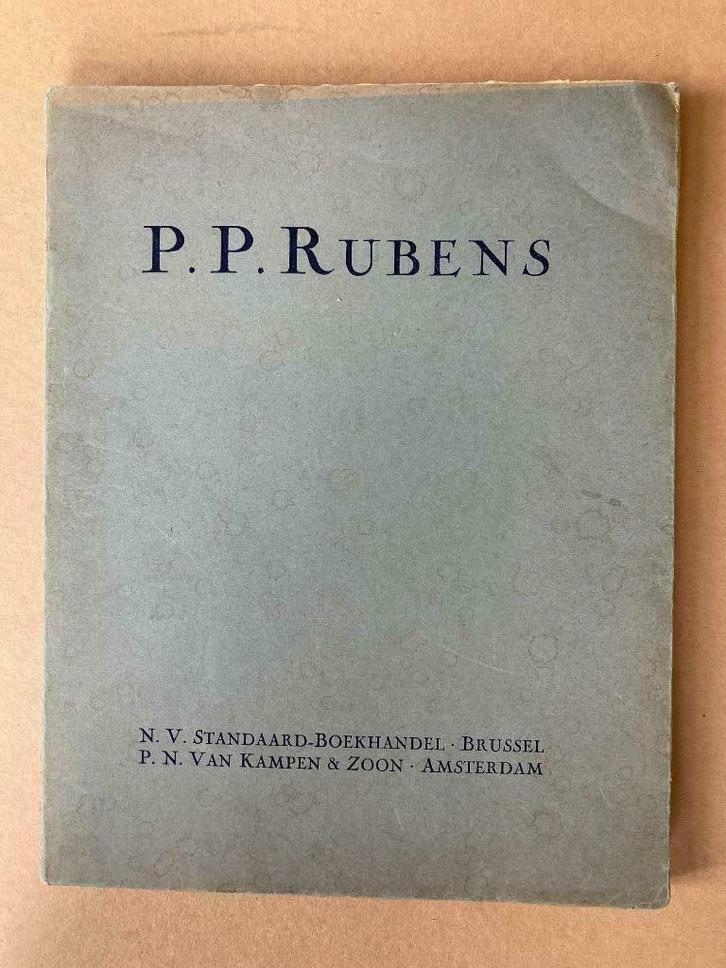 P. P. RUBENS
N. V. STANDAARD-BOEKHANDEL · BRUSSEL
P. N. VAN KAMPEN & ZOON · AMSTERDAM